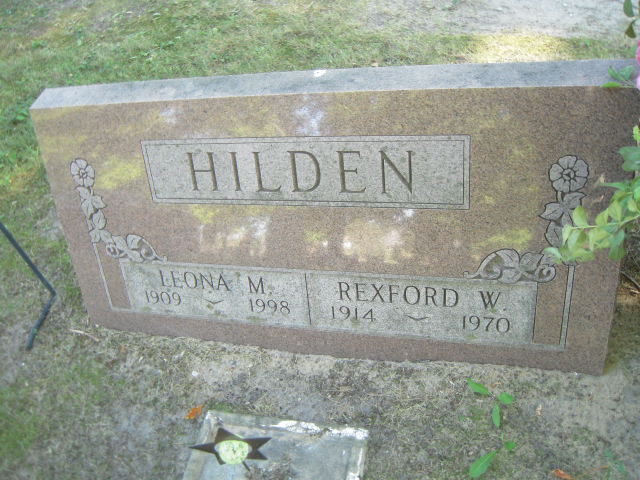 HILDEN
LEONA M. REXFORD W.
1909 1998 1914 1970